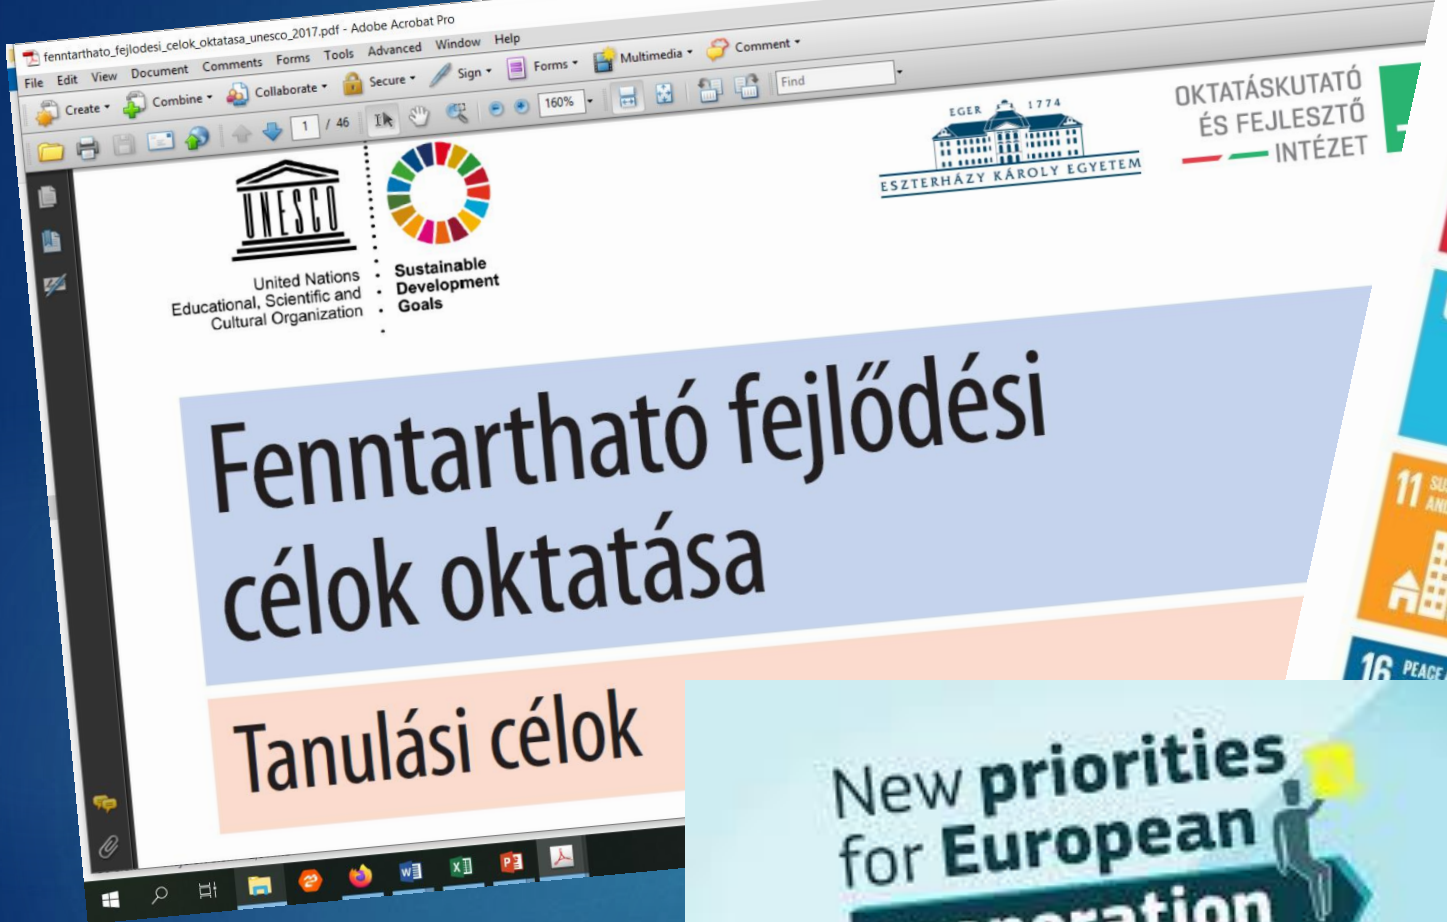 fenntarthato_fejlodesi_celok_oktatasa_unesco_2017.pdf - Adobe Acrobat Pro
File Edit View Document Comments Forms Tools Advanced Window Help
Create Combine Collaborate Secure Sign Forms Multimedia Comment
1 / 46 160% Find
UNESCO
United Nations
Educational, Scientific and
Cultural Organization
Sustainable
Development
Goals
EGER 1774
ESZTERHÁZY KÁROLY EGYETEM
OKTATÁSKUTATÓ
ÉS FEJLESZTŐ
INTÉZET
Fenntartható fejlődési
célok oktatása
Tanulási célok
11
16 PEACE
New priorities
for European